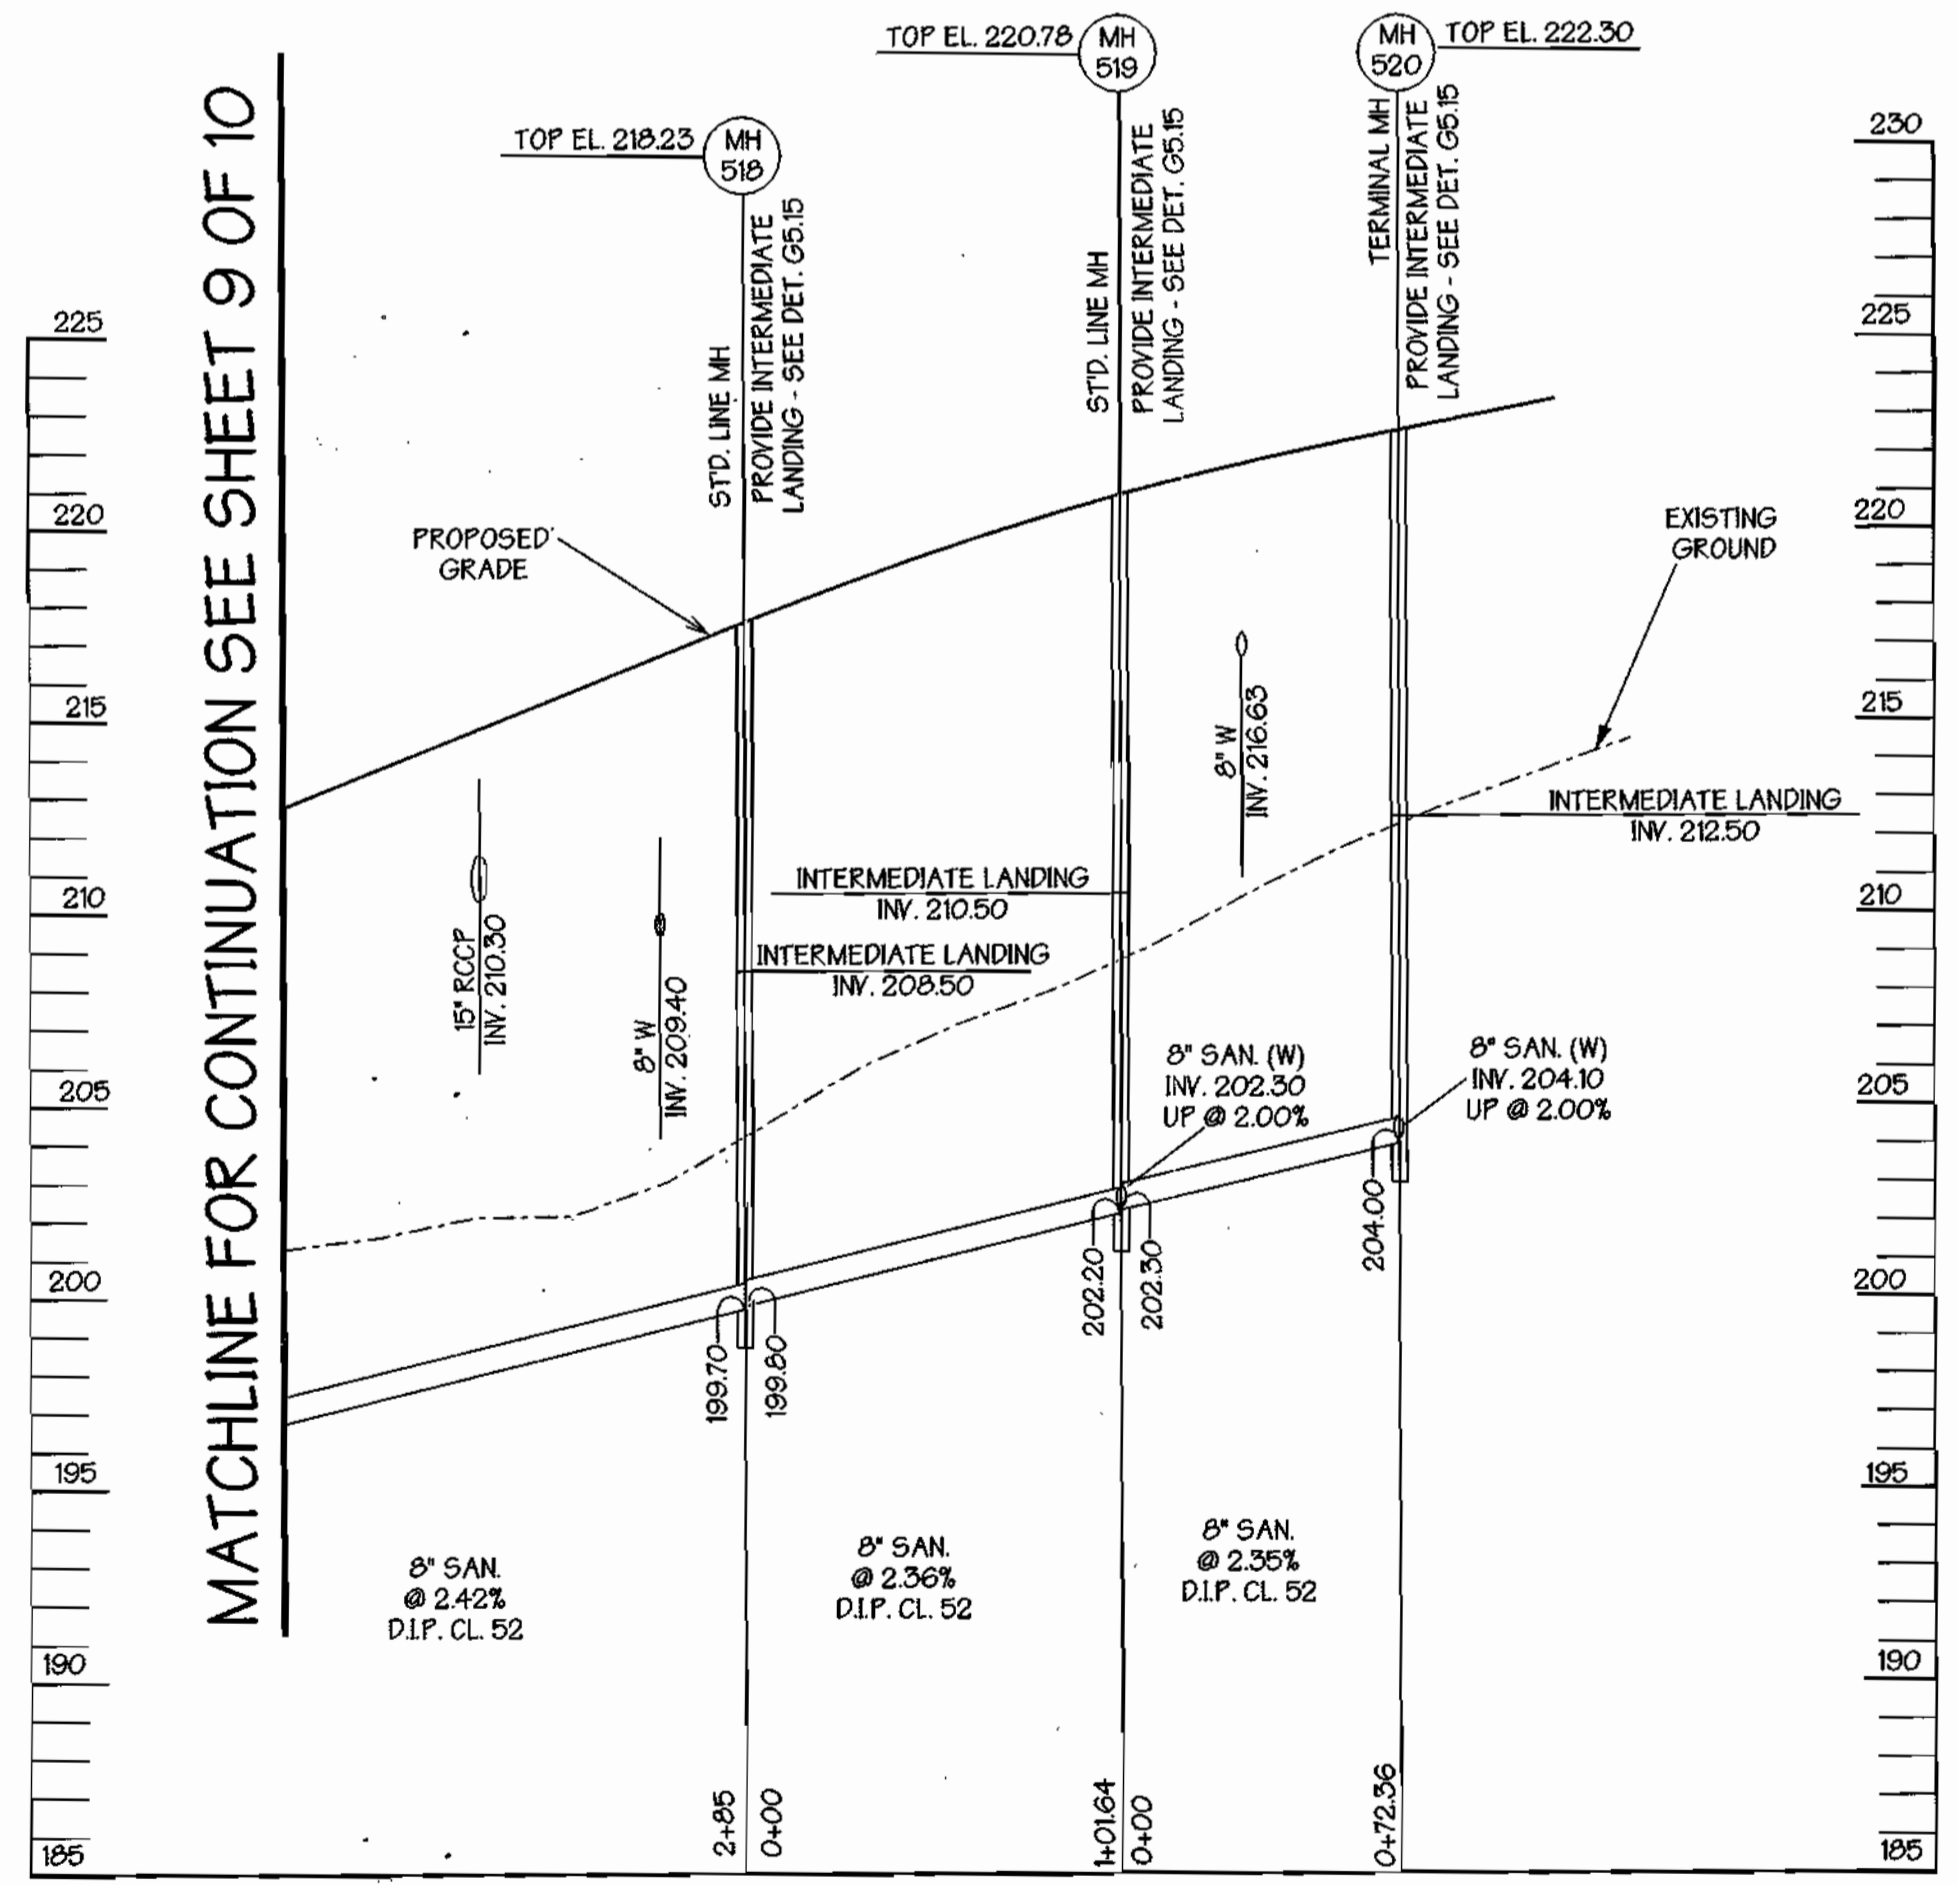 MATCHLINE FOR CONTINUATION SEE SHEET 9 OF 10
TOP EL. 218.23
MH
518
ST'D. LINE MH
PROVIDE INTERMEDIATE
LANDING - SEE DET. G5.15
TOP EL. 220.78
MH
519
ST'D. LINE MH
PROVIDE INTERMEDIATE
LANDING - SEE DET. G5.15
MH
520
TOP EL. 222.30
TERMINAL MH
PROVIDE INTERMEDIATE
LANDING - SEE DET. G5.15
225
220
215
210
205
200
195
190
185
230
225
220
215
210
205
200
195
190
185
PROPOSED
GRADE
EXISTING
GROUND
15" RCCP
INV. 210.30
8" W
INV. 209.40
8" W
INV. 216.63
INTERMEDIATE LANDING
INV. 210.50
INTERMEDIATE LANDING
INV. 208.50
INTERMEDIATE LANDING
INV. 212.50
8" SAN. (W)
INV. 202.30
UP @ 2.00%
8" SAN. (W)
INV. 204.10
UP @ 2.00%
199.70
199.80
202.20
202.30
204.00
8" SAN.
@ 2.42%
D.I.P. CL. 52
8" SAN.
@ 2.36%
D.I.P. CL. 52
8" SAN.
@ 2.35%
D.I.P. CL. 52
2+85
0+00
1+01.64
0+00
0+72.36